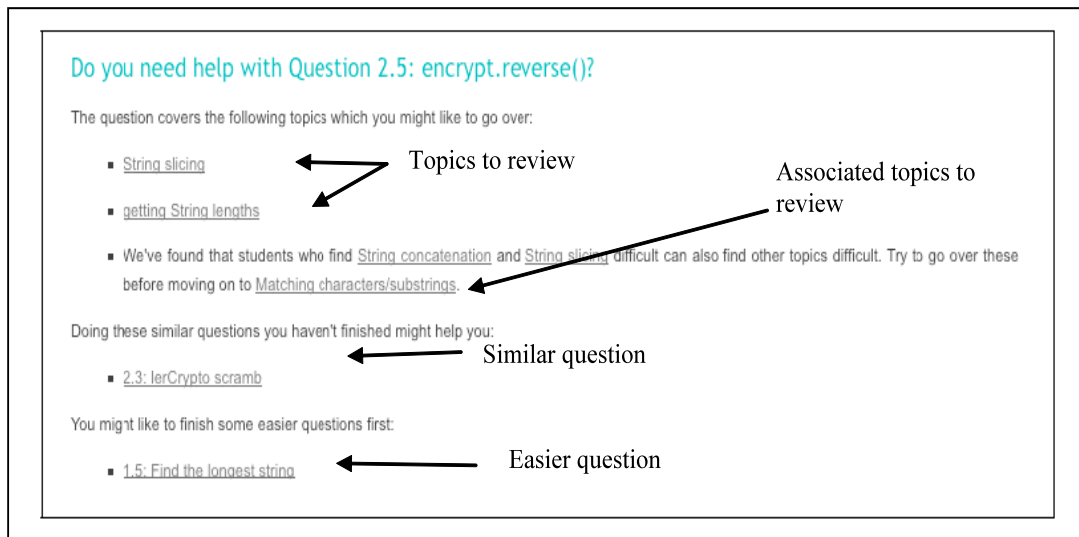 Do you need help with Question 2.5: encrypt.reverse()?
The question covers the following topics which you might like to go over:
String slicing
Topics to review
Associated topics to
review
getting String lengths
We've found that students who find String concatenation and String slicing difficult can also find other topics difficult. Try to go over these
before moving on to Matching characters/substrings.
Doing these similar questions you haven't finished might help you:
Similar question
2.3: IerCrypto scramb
You might like to finish some easier questions first:
Easier question
1.5: Find the longest string